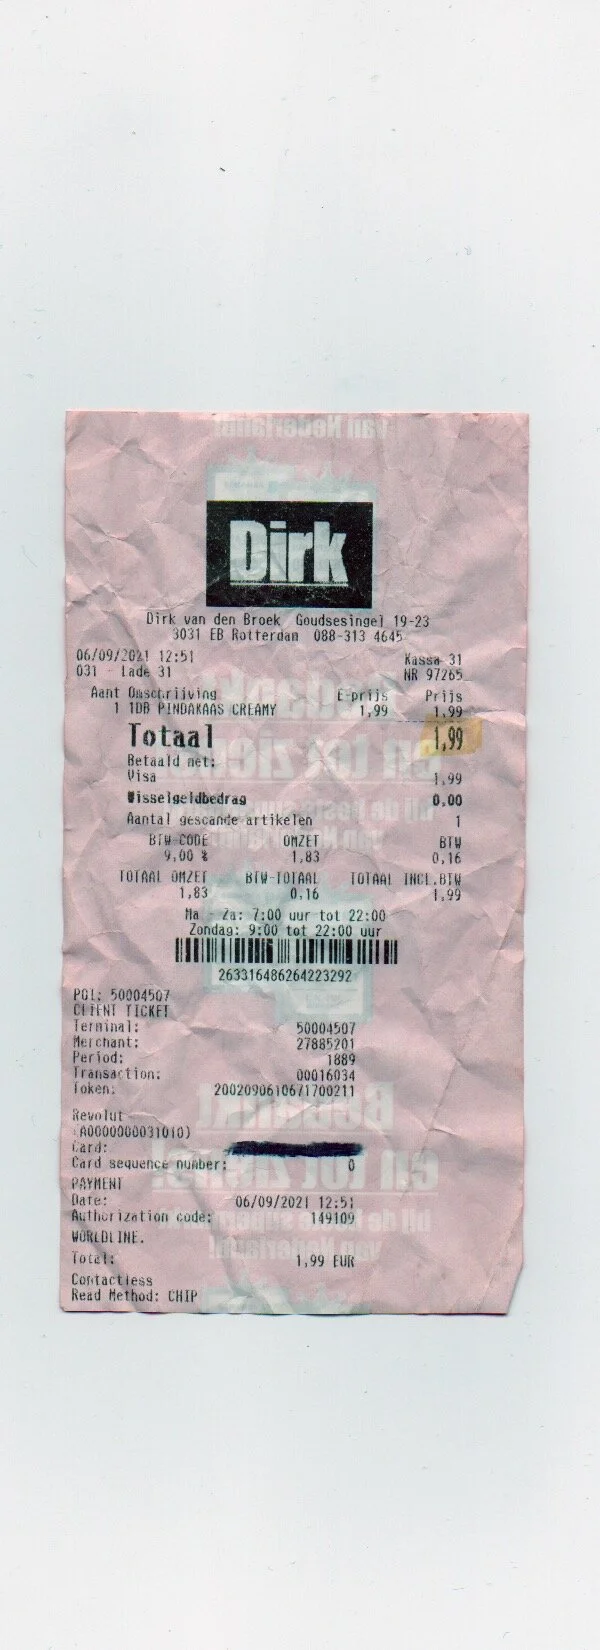 Dirk
Dirk van den Broek Goudsesingel 19-23
3031 EB Rotterdam 088-313 4645
06/09/2021 12:51 Kassa 31
031 Lade 31 NR 97265
Aant Omschrijving E-prijs Prijs
1 1DB PINDAKAAS CREAMY 1,99 1,99
Totaal 1,99
Betaald met:
Visa 1,99
Wisselgeldbedrag 0,00
Aantal gescande artikelen 1
BTW-CODE OMZET BTW
9,00 % 1,83 0,16
TOTAAL OMZET BTW-TOTAAL TOTAAL INCL.BTW
1,83 0,16 1,99
Ma - Za: 7:00 uur tot 22:00
Zondag: 9:00 tot 22:00 uur
263316486264223292
POI: 50004507
CLIENT TICKET
Terminal: 50004507
Merchant: 27885201
Period: 1889
Transaction: 00016034
Token: 2002090610671700211
Revolut
(A0000000031010)
Card:
Card sequence number: 0
PAYMENT
Date: 06/09/2021 12:51
Authorization code: 149109
WORLDLINE.
Total: 1,99 EUR
Contactless
Read Method: CHIP